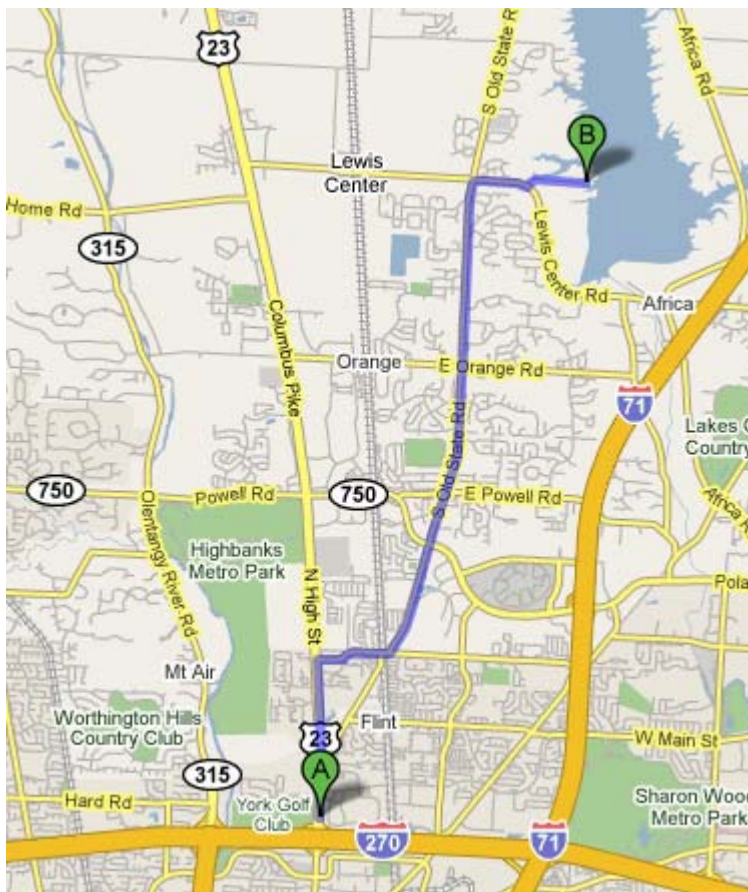 23
S Old State R
Africa Rd
B
Lewis
Center
Home Rd
315
Lewis Center Rd
Africa
Columbus Pike
Orange
E Orange Rd
71
Lakes
Country
S Old State Rd
750
Powell Rd
750
E Powell Rd
Africa R
Olentangy River Rd
Highbanks
Metro Park
N High St
Pola
Mt Air
Worthington Hills
Country Club
23
Flint
W Main St
A
315
Hard Rd
York Golf
Club
Sharon Woo
Metro Park
270
71